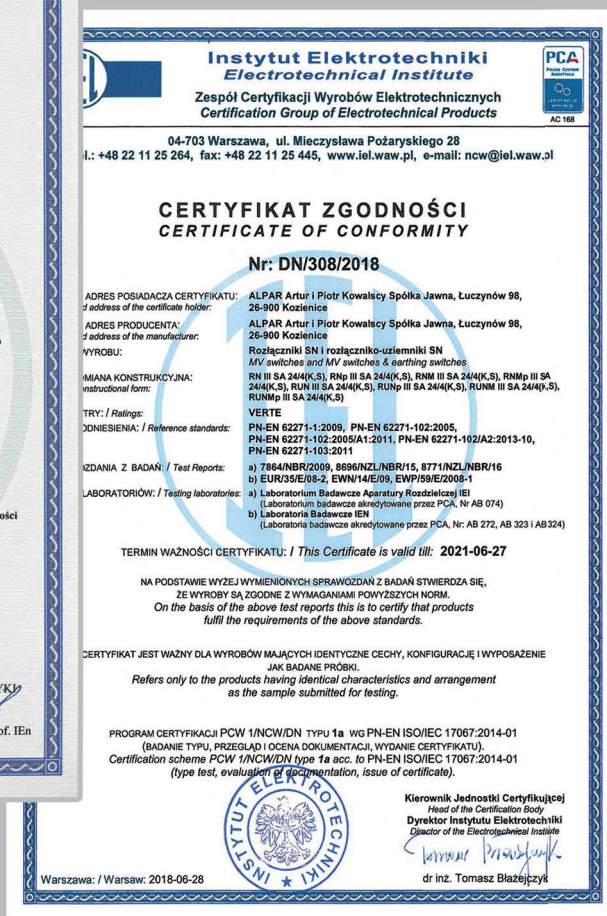 Instytut Elektrotechniki
Electrotechnical Institute
PCA
POLSKIE CENTRUM
AKREDYTACJI
CERTYFIKACJA
WYROBÓW
AC 168
Zespół Certyfikacji Wyrobów Elektrotechnicznych
Certification Group of Electrotechnical Products
04-703 Warszawa, ul. Mieczysława Pożaryskiego 28
l.: +48 22 11 25 264, fax: +48 22 11 25 445, www.iel.waw.pl, e-mail: ncw@iel.waw.pl
CERTYFIKAT ZGODNOŚCI
CERTIFICATE OF CONFORMITY
Nr: DN/308/2018
ADRES POSIADACZA CERTYFIKATU: ALPAR Artur i Piotr Kowalscy Spółka Jawna, Łuczynów 98,
d address of the certificate holder: 26-900 Kozienice
ADRES PRODUCENTA: ALPAR Artur i Piotr Kowalscy Spółka Jawna, Łuczynów 98,
d address of the manufacturer: 26-900 Kozienice
WYROBU: Rozłączniki SN i rozłączniko-uziemniki SN
MV switches and MV switches & earthing switches
MIANA KONSTRUKCYJNA: RN III SA 24/4(K,S), RNp III SA 24/4(K,S), RNM III SA 24/4(K,S), RNMp III SA
nstructional form: 24/4(K,S), RUN III SA 24/4(K,S), RUNp III SA 24/4(K,S), RUNM III SA 24/4(K,S),
RUNMp III SA 24/4(K,S)
TRY: / Ratings: VERTE
ODNIESIENIA: / Reference standards: PN-EN 62271-1:2009, PN-EN 62271-102:2005,
PN-EN 62271-102:2005/A1:2011, PN-EN 62271-102/A2:2013-10,
PN-EN 62271-103:2011
ZDANIA Z BADAŃ: / Test Reports: a) 7864/NBR/2009, 8696/NZL/NBR/15, 8771/NZL/NBR/16
b) EUR/35/E/08-2, EWN/14/E/09, EWP/59/E/2008-1
LABORATORIÓW: / Testing laboratories: a) Laboratorium Badawcze Aparatury Rozdzielczej IEl
(Laboratorium badawcze akredytowane przez PCA, Nr AB 074)
b) Laboratoria Badawcze IEN
(Laboratoria badawcze akredytowane przez PCA, Nr: AB 272, AB 323 i AB324)
TERMIN WAŻNOŚCI CERTYFIKATU: / This Certificate is valid till: 2021-06-27
NA PODSTAWIE WYŻEJ WYMIENIONYCH SPRAWOZDAŃ Z BADAŃ STWIERDZA SIĘ,
ŻE WYROBY SĄ ZGODNE Z WYMAGANIAMI POWYŻSZYCH NORM.
On the basis of the above test reports this is to certify that products
fulfil the requirements of the above standards.
CERTYFIKAT JEST WAŻNY DLA WYROBÓW MAJĄCYCH IDENTYCZNE CECHY, KONFIGURACJĘ I WYPOSAŻENIE
JAK BADANE PRÓBKI.
Refers only to the products having identical characteristics and arrangement
as the sample submitted for testing.
PROGRAM CERTYFIKACJI PCW 1/NCW/DN TYPU 1a WG PN-EN ISO/IEC 17067:2014-01
(BADANIE TYPU, PRZEGLĄD I OCENA DOKUMENTACJI, WYDANIE CERTYFIKATU).
Certification scheme PCW 1/NCW/DN type 1a acc. to PN-EN ISO/IEC 17067:2014-01
(type test, evaluation of documentation, issue of certificate).
INSTYTUT ELEKTROTECHNIKI
Kierownik Jednostki Certyfikującej
Head of the Certification Body
Dyrektor Instytutu Elektrotechniki
Director of the Electrotechnical Institute
dr inż. Tomasz Błażejczyk
Warszawa: / Warsaw: 2018-06-28
ości
YKI
of. IEn